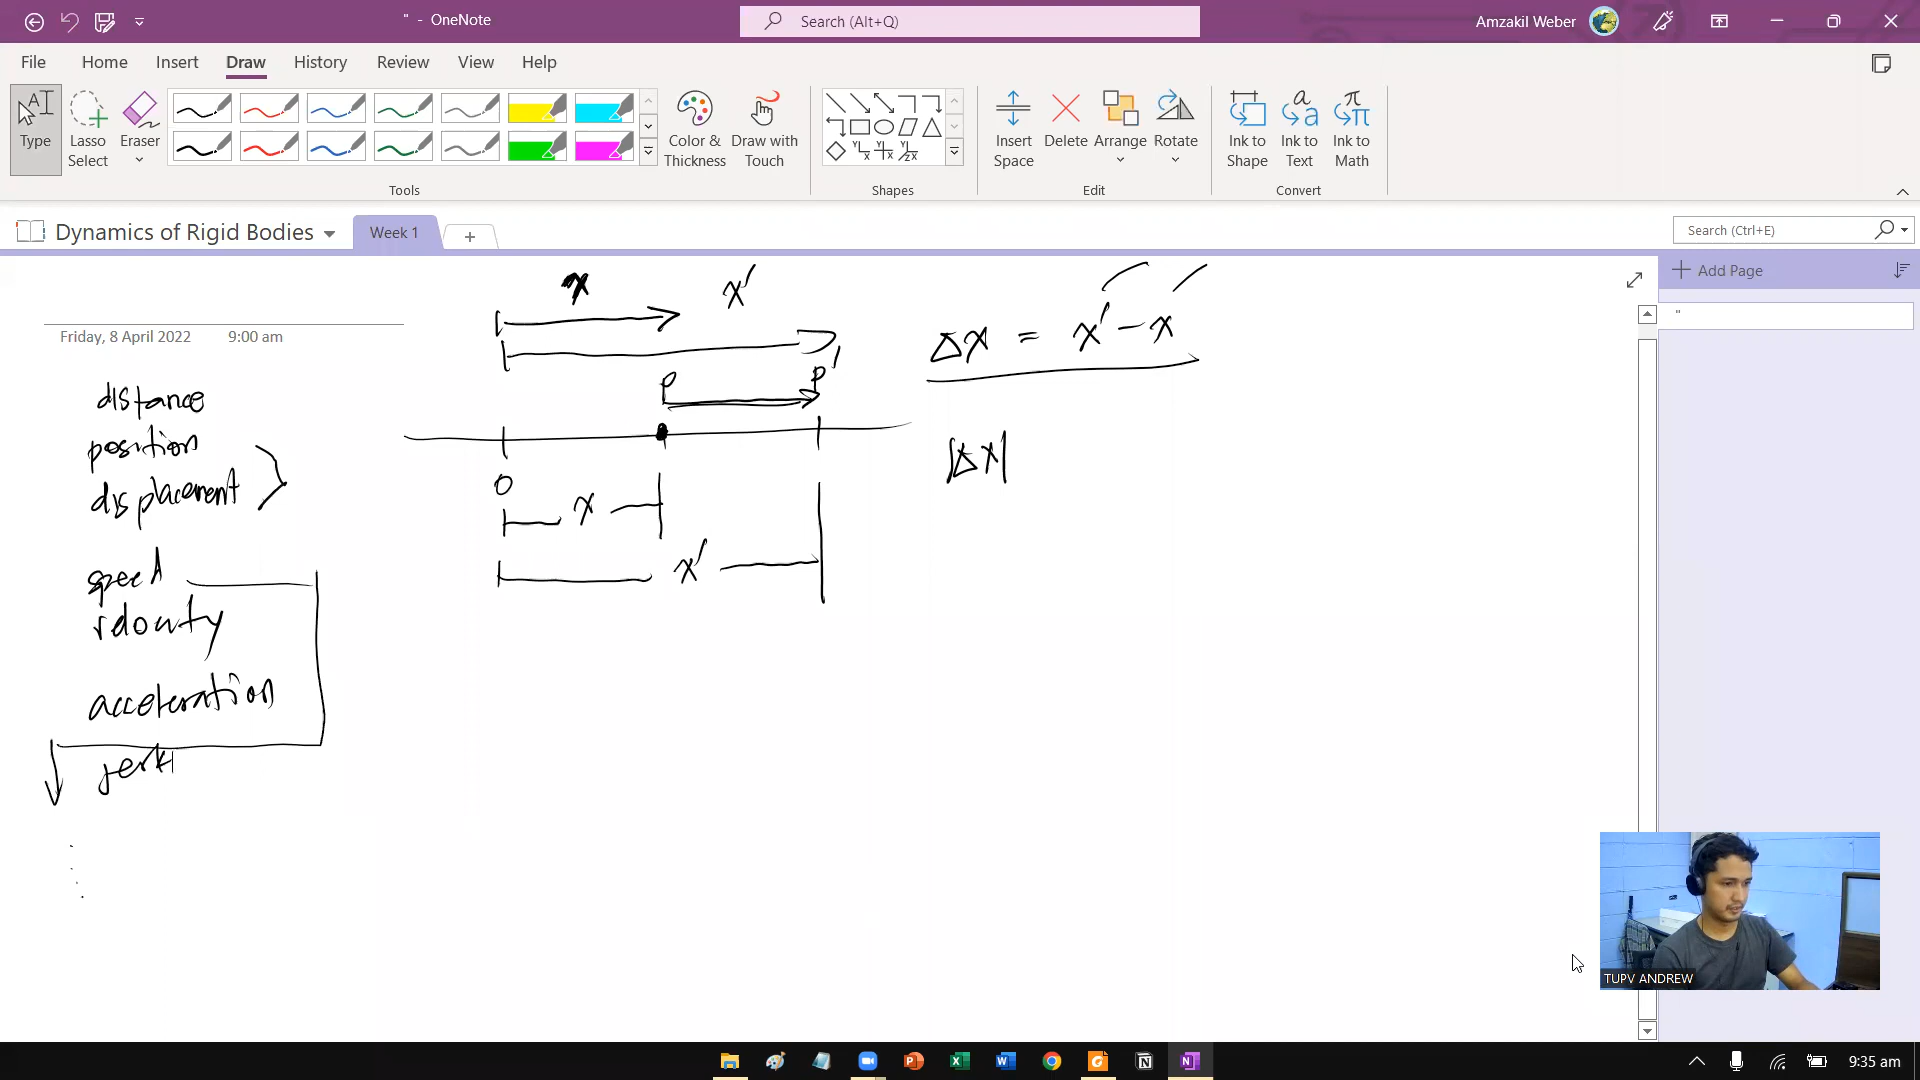 " - OneNote
Search (Alt+Q)
Amzakil Weber
File Home Insert Draw History Review View Help
Type
Lasso Select
Eraser
Color & Thickness
Draw with Touch
Insert Space
Delete
Arrange
Rotate
Ink to Shape
Ink to Text
Ink to Math
Tools
Shapes
Edit
Convert
Dynamics of Rigid Bodies
Week 1
Search (Ctrl+E)
Add Page
"
Friday, 8 April 2022 9:00 am
distance
position
displacement
speed
velocity
acceleration
jerk
x
x'
P
P'
O
x
x'
Δx = x' - x
|Δx|
TUPV ANDREW
9:35 am